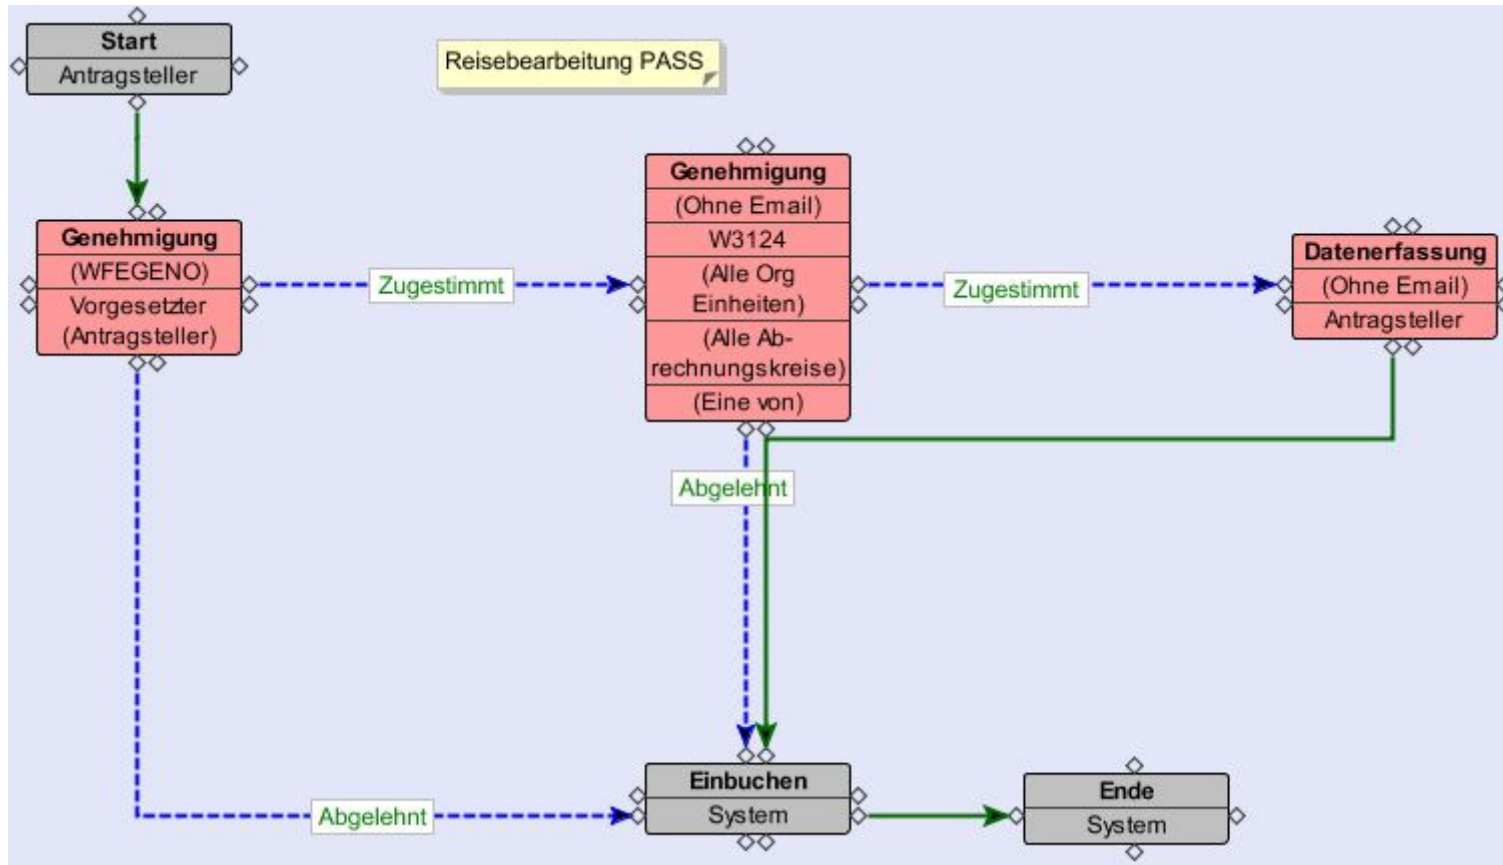 Start
Antragsteller
Reisebearbeitung PASS
Genehmigung
(WFEGENO)
Vorgesetzter
(Antragsteller)
Zugestimmt
Genehmigung
(Ohne Email)
W3124
(Alle Org
Einheiten)
(Alle Ab-
rechnungskreise)
(Eine von)
Zugestimmt
Datenerfassung
(Ohne Email)
Antragsteller
Abgelehnt
Abgelehnt
Einbuchen
System
Ende
System